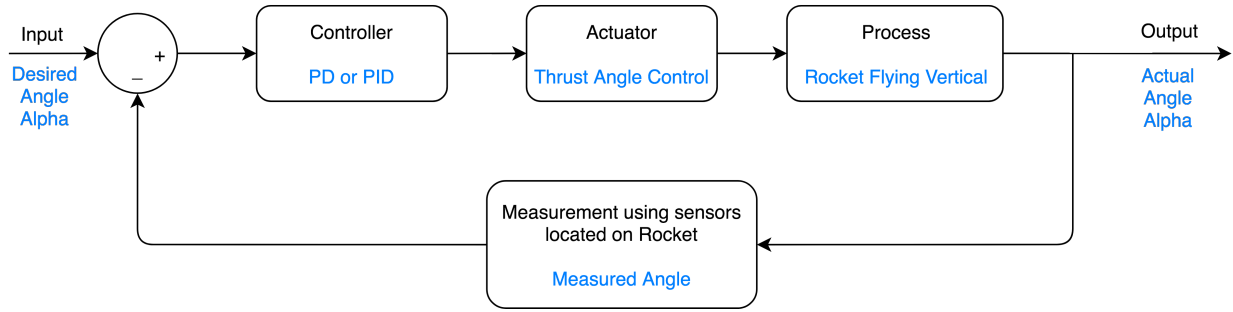 Input
Desired
Angle
Alpha
+
_
Controller
PD or PID
Actuator
Thrust Angle Control
Process
Rocket Flying Vertical
Output
Actual
Angle
Alpha
Measurement using sensors
located on Rocket
Measured Angle